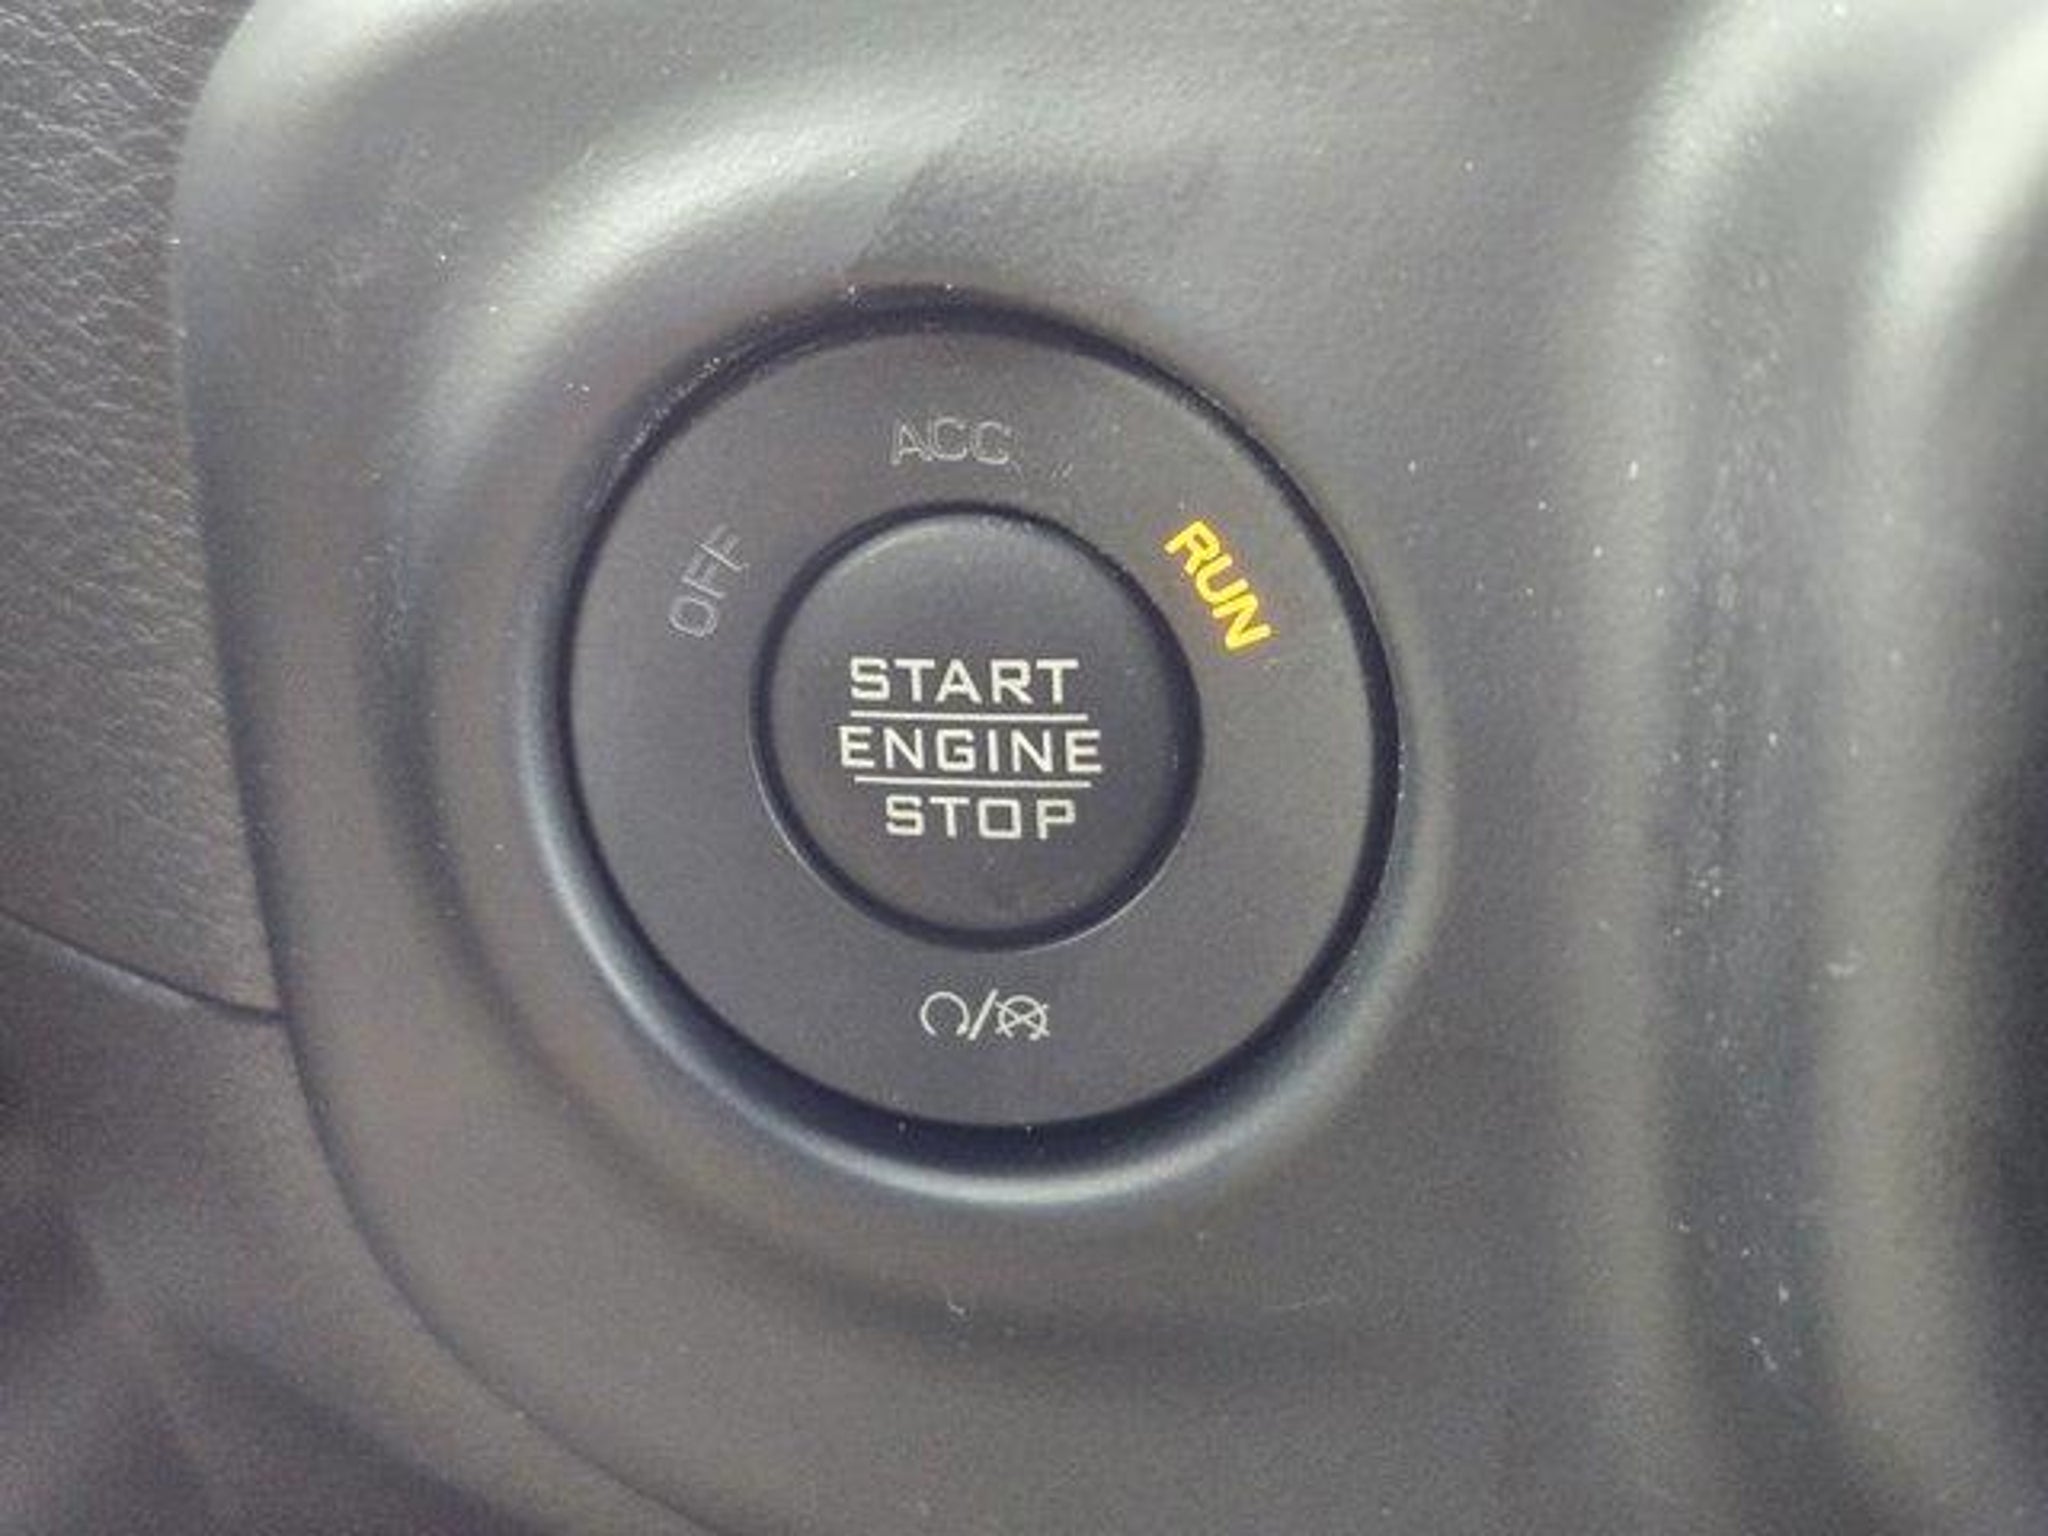 ACC
OFF
RUN
START
ENGINE
STOP